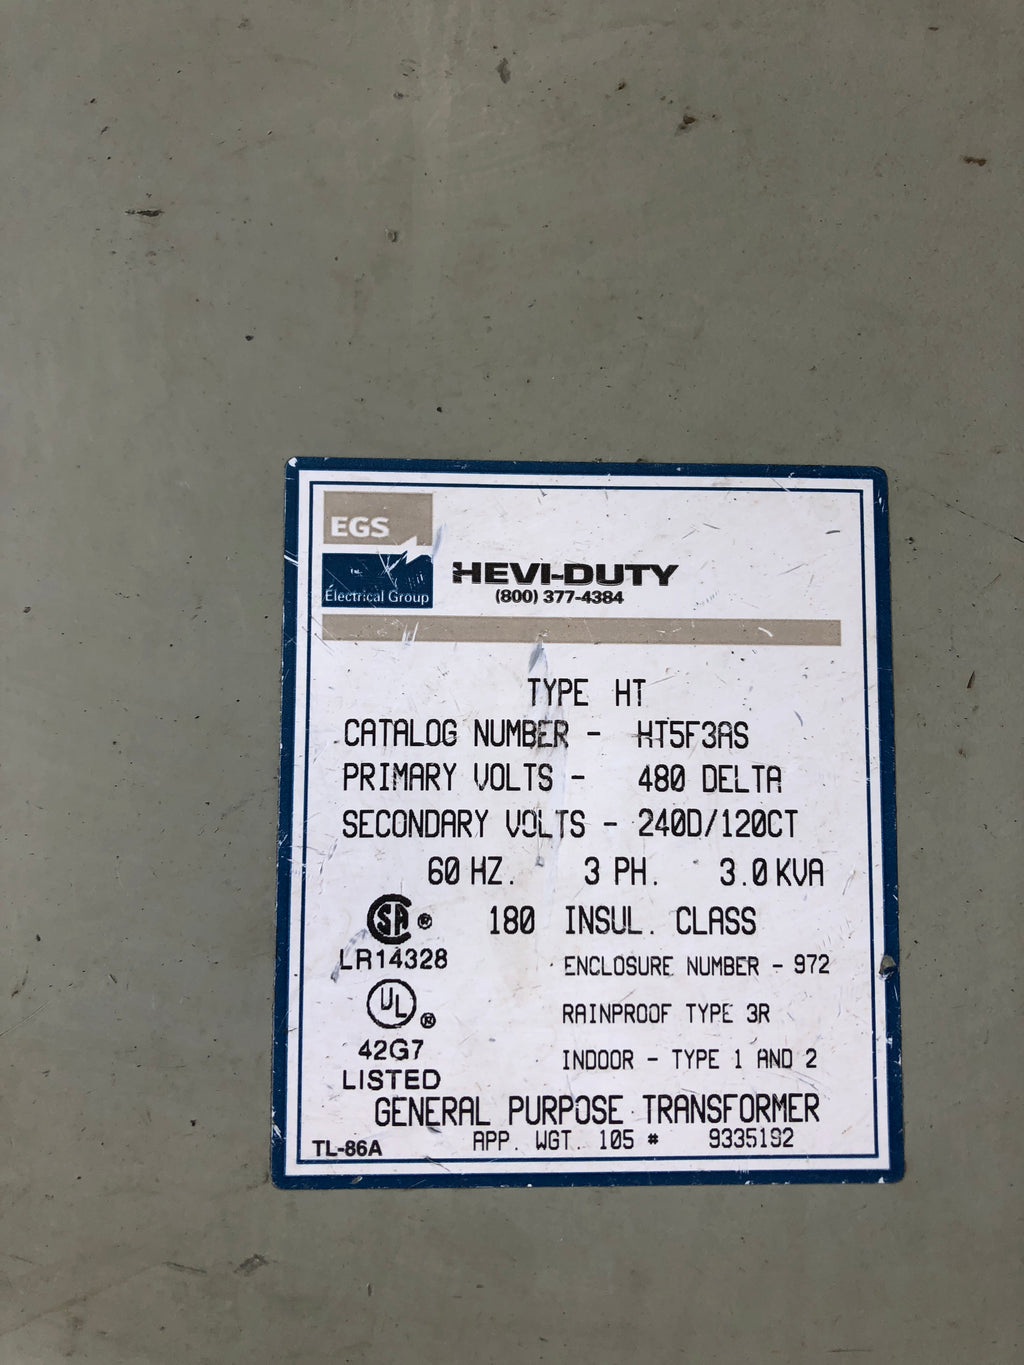 EGS
Electrical Group
HEVI-DUTY
(800) 377-4384
TYPE HT
CATALOG NUMBER - HT5F3AS
PRIMARY VOLTS - 480 DELTA
SECONDARY VOLTS - 240D/120CT
60 HZ. 3 PH. 3.0 KVA
SA ® 180 INSUL. CLASS
LR14328 ENCLOSURE NUMBER - 972
UL ® RAINPROOF TYPE 3R
42G7 INDOOR - TYPE 1 AND 2
LISTED
GENERAL PURPOSE TRANSFORMER
TL-86A APP. WGT. 105 # 9335192